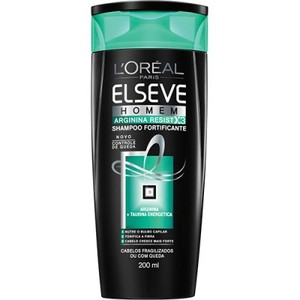 L'ORÉAL
PARIS
ELSEVE
HOMEM
ARGININA RESIST X3
SHAMPOO FORTIFICANTE
NOVO
CONTROLE
DE QUEDA
ARGININA
+ TAURINA ENERGÉTICA
NUTRE O BULBO CAPILAR
TONIFICA A FIBRA
CABELO CRESCE MAIS FORTE
CABELOS FRAGILIZADOS
OU COM QUEDA
200 ml